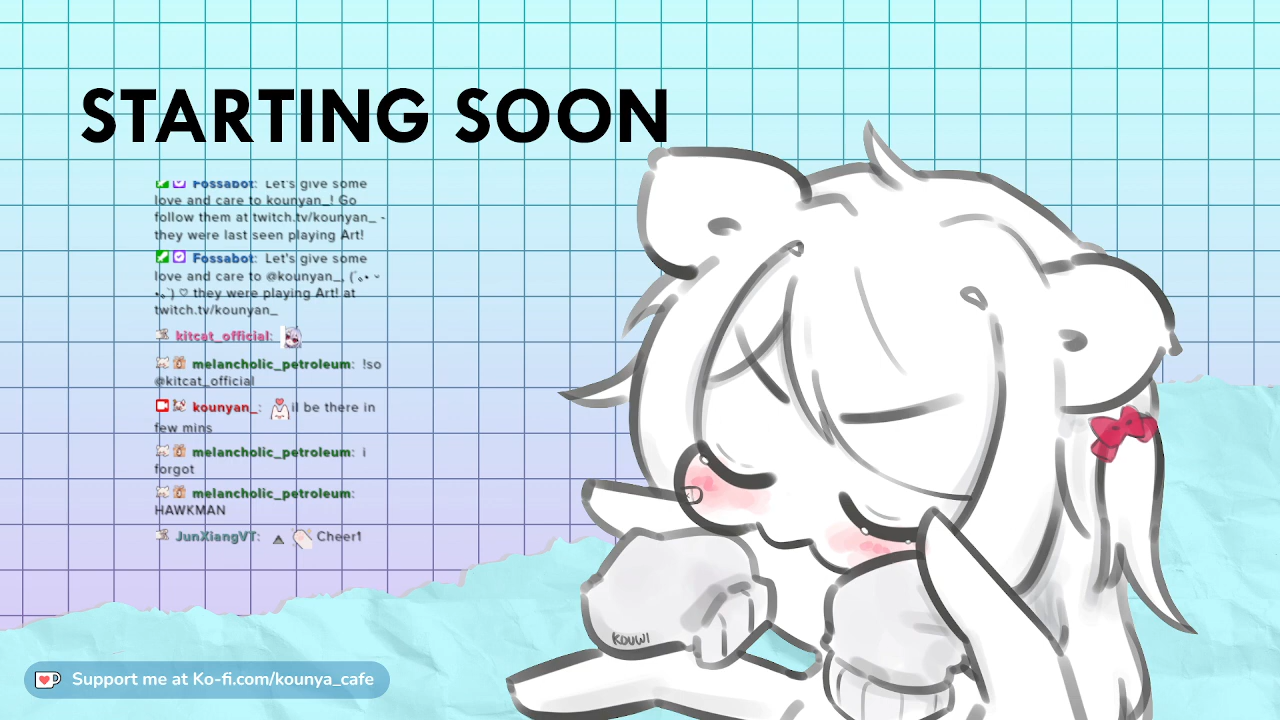 STARTING SOON
Fossabot: Let's give some
love and care to kounyan_! Go
follow them at twitch.tv/kounyan_ -
they were last seen playing Art!
Fossabot: Let's give some
love and care to @kounyan_, (´｡• ᵕ
•｡`) ♡ they were playing Art! at
twitch.tv/kounyan_
kitcat_official:
melancholic_petroleum: !so
@kitcat_official
kounyan_: il be there in
few mins
melancholic_petroleum: i
forgot
melancholic_petroleum:
HAWKMAN
JunXiangVT: Cheer1
KOUWI
Support me at Ko-fi.com/kounya_cafe